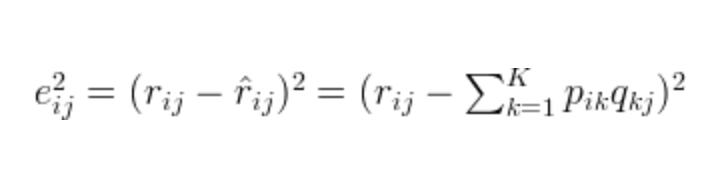 $e_{ij}^2 = (r_{ij} - \hat{r}_{ij})^2 = (r_{ij} - \sum_{k=1}^{K} p_{ik} q_{kj})^2$